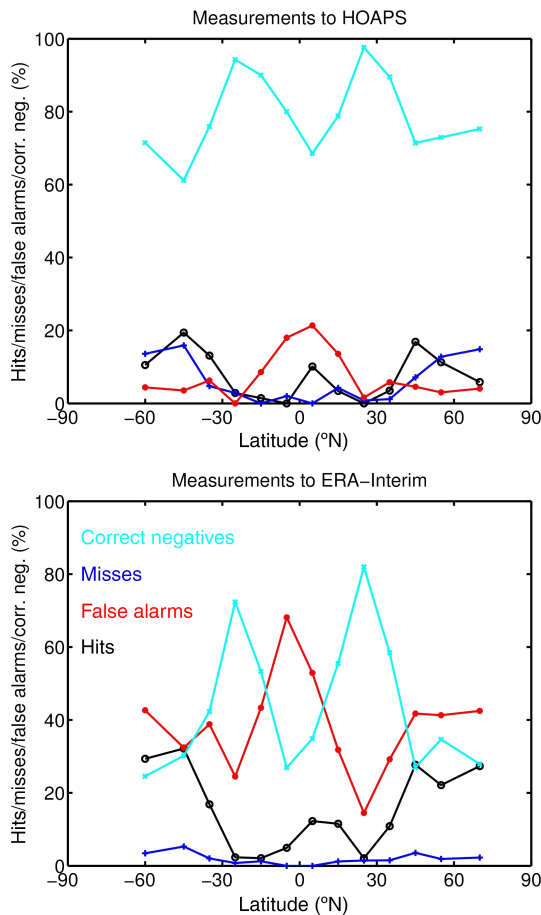 Measurements to HOAPS
Hits/misses/false alarms/corr. neg. (%)
100
80
60
40
20
0
−90 −60 −30 0 30 60 90
Latitude (ºN)
Measurements to ERA−Interim
Hits/misses/false alarms/corr. neg. (%)
100
80
60
40
20
0
Correct negatives
Misses
False alarms
Hits
−90 −60 −30 0 30 60 90
Latitude (ºN)